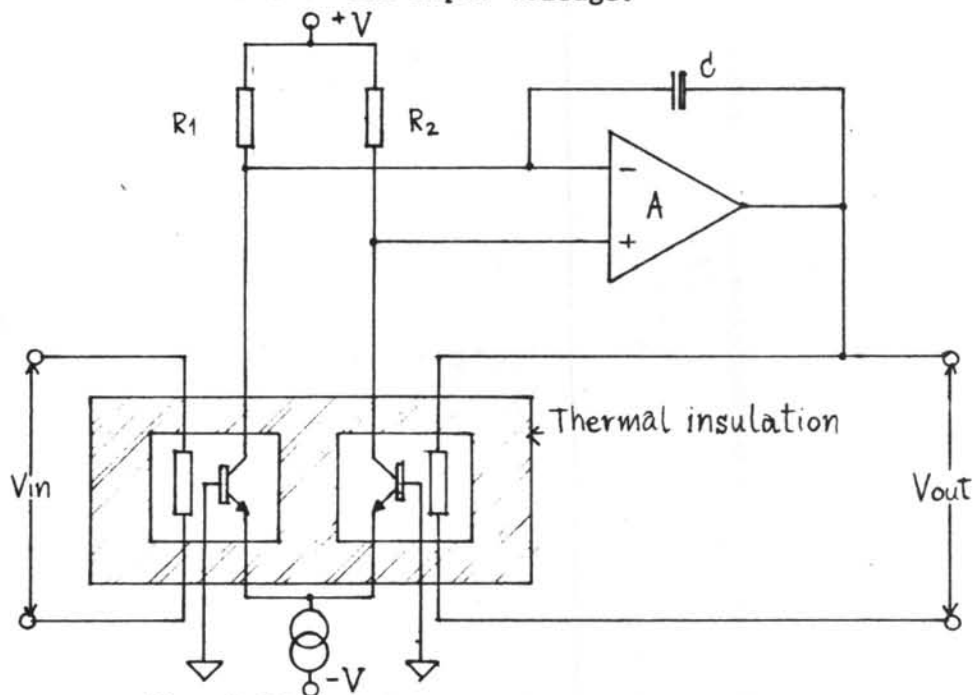 +V
C
R1
R2
-
A
+
Thermal insulation
Vin
Vout
-V